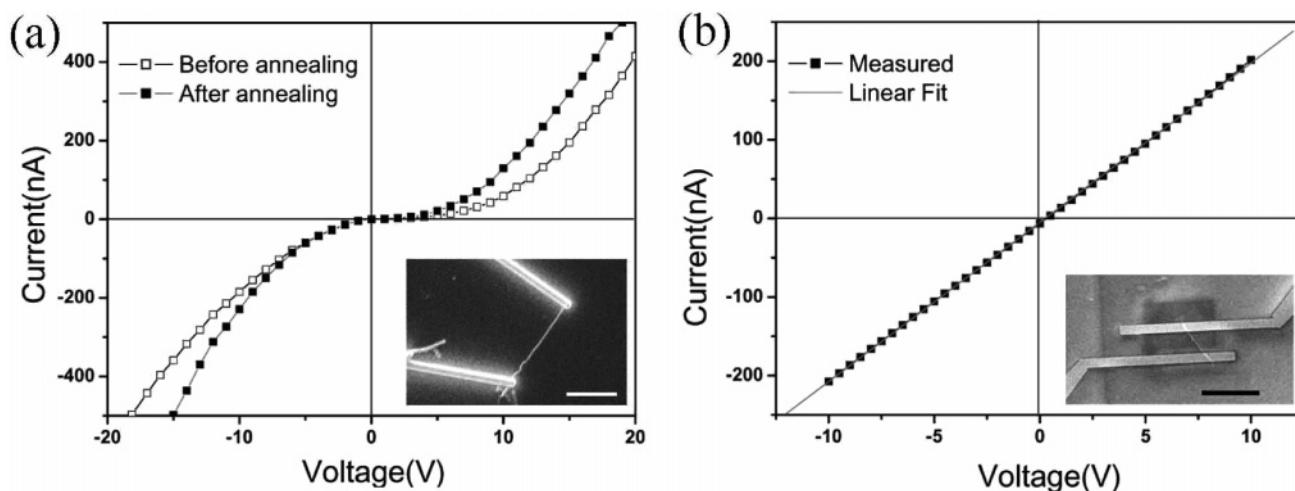 (a)
Before annealing
After annealing
400
200
0
-200
-400
Current(nA)
-20
-10
0
10
20
Voltage(V)
(b)
Measured
Linear Fit
200
100
0
-100
-200
Current(nA)
-10
-5
0
5
10
Voltage(V)